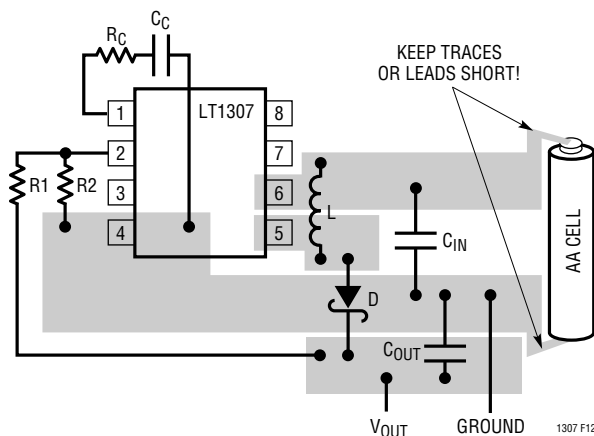 CC
RC
KEEP TRACES
OR LEADS SHORT!
1
LT1307
8
2
7
R1
R2
3
6
L
4
5
CIN
AA CELL
D
COUT
VOUT
GROUND
1307 F12